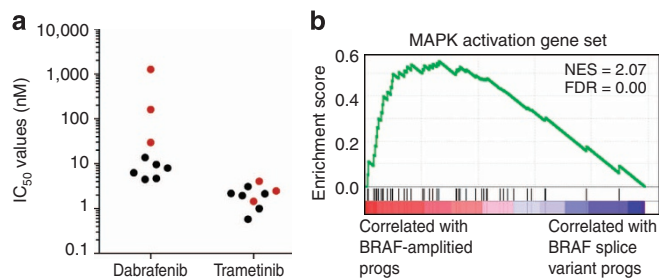 a
10,000
1,000
100
10
1
0.1
IC50 values (nM)
Dabrafenib
Trametinib
b
MAPK activation gene set
NES = 2.07
FDR = 0.00
0.6
0.4
0.2
0.0
Enrichment score
Correlated with
BRAF-amplitied
progs
Correlated with
BRAF splice
variant progs